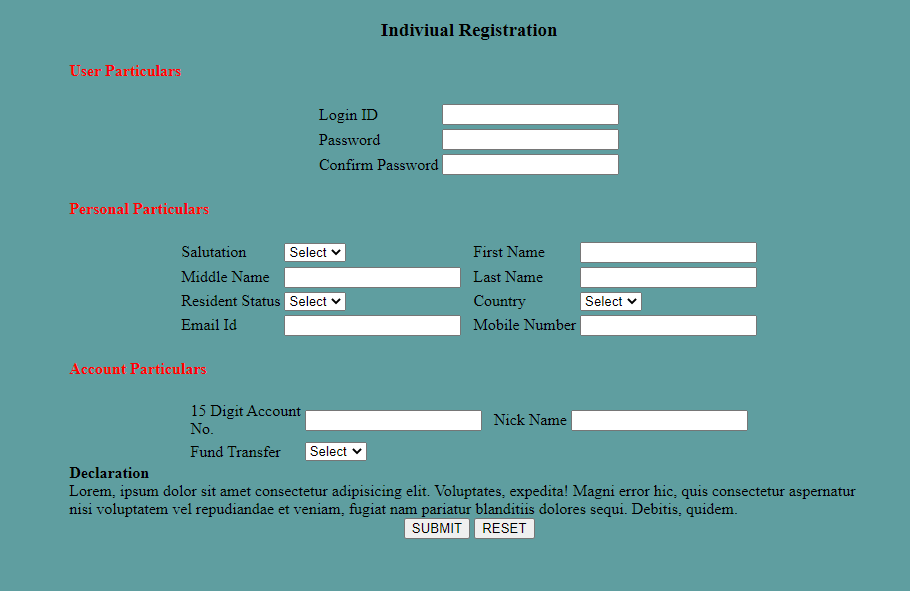 Indiviual Registration
User Particulars
Login ID
Password
Confirm Password
Personal Particulars
Salutation Select First Name
Middle Name Last Name
Resident Status Select Country Select
Email Id Mobile Number
Account Particulars
15 Digit Account
No.
Nick Name
Fund Transfer Select
Declaration
Lorem, ipsum dolor sit amet consectetur adipisicing elit. Voluptates, expedita! Magni error hic, quis consectetur aspernatur
nisi voluptatem vel repudiandae et veniam, fugiat nam pariatur blanditiis dolores sequi. Debitis, quidem.
SUBMIT RESET